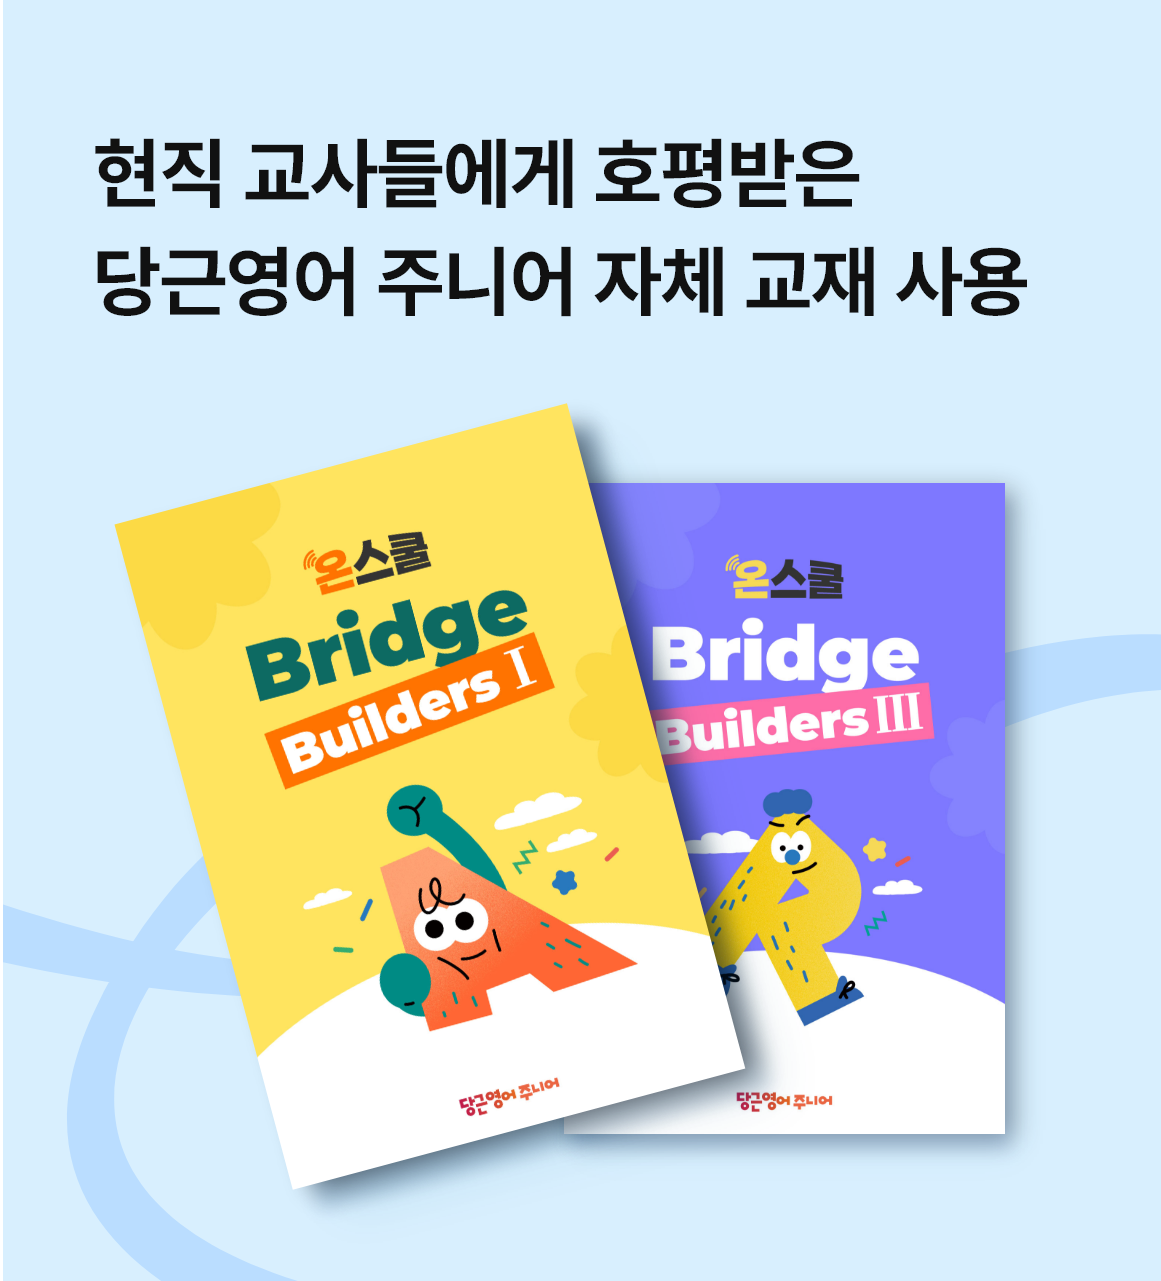 현직 교사들에게 호평받은
당근영어 주니어 자체 교재 사용
온스쿨
Bridge
Builders I
당근영어 주니어
온스쿨
Bridge
Builders III
당근영어 주니어